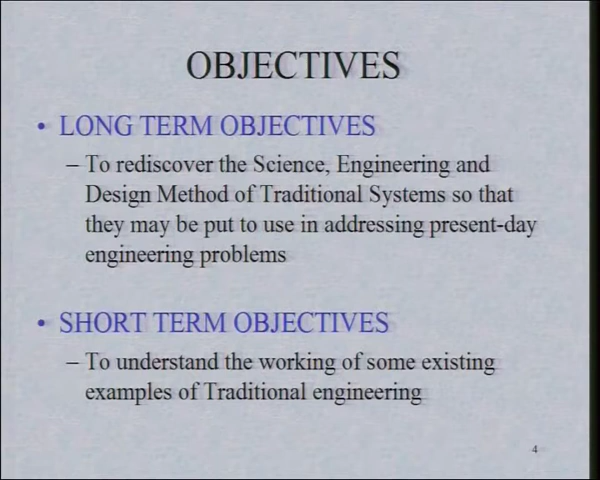 OBJECTIVES
• LONG TERM OBJECTIVES
– To rediscover the Science, Engineering and
Design Method of Traditional Systems so that
they may be put to use in addressing present-day
engineering problems
• SHORT TERM OBJECTIVES
– To understand the working of some existing
examples of Traditional engineering
4